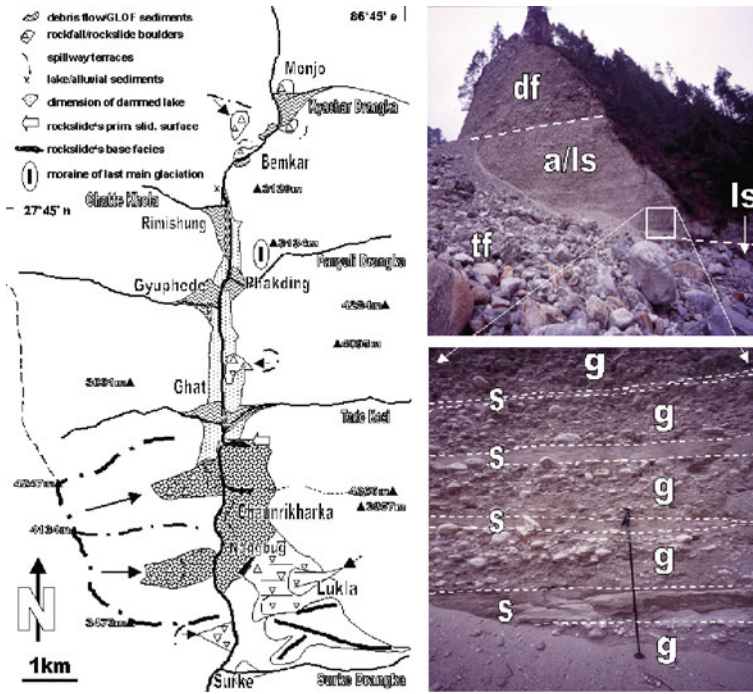 debris flow/GLOF sediments
rockfall/rockslide boulders
spillway terraces
lake/alluvial sediments
dimension of dammed lake
rockslide's prim. slid. surface
rockslide's base facies
moraine of last main glaciation
86°45' e
Monjo
Kyashar Drangka
Bemkar
Ghatte Khola
27°45' n
Rimishung
Gyuphede
Phakding
Ghat
Tado Kosi
4247m
Chaunrikharka
Lukla
N
1km
Surke
Surke Drangka
df
a/ls
ls
tf
g
s
g
s
g
s
g
s
g